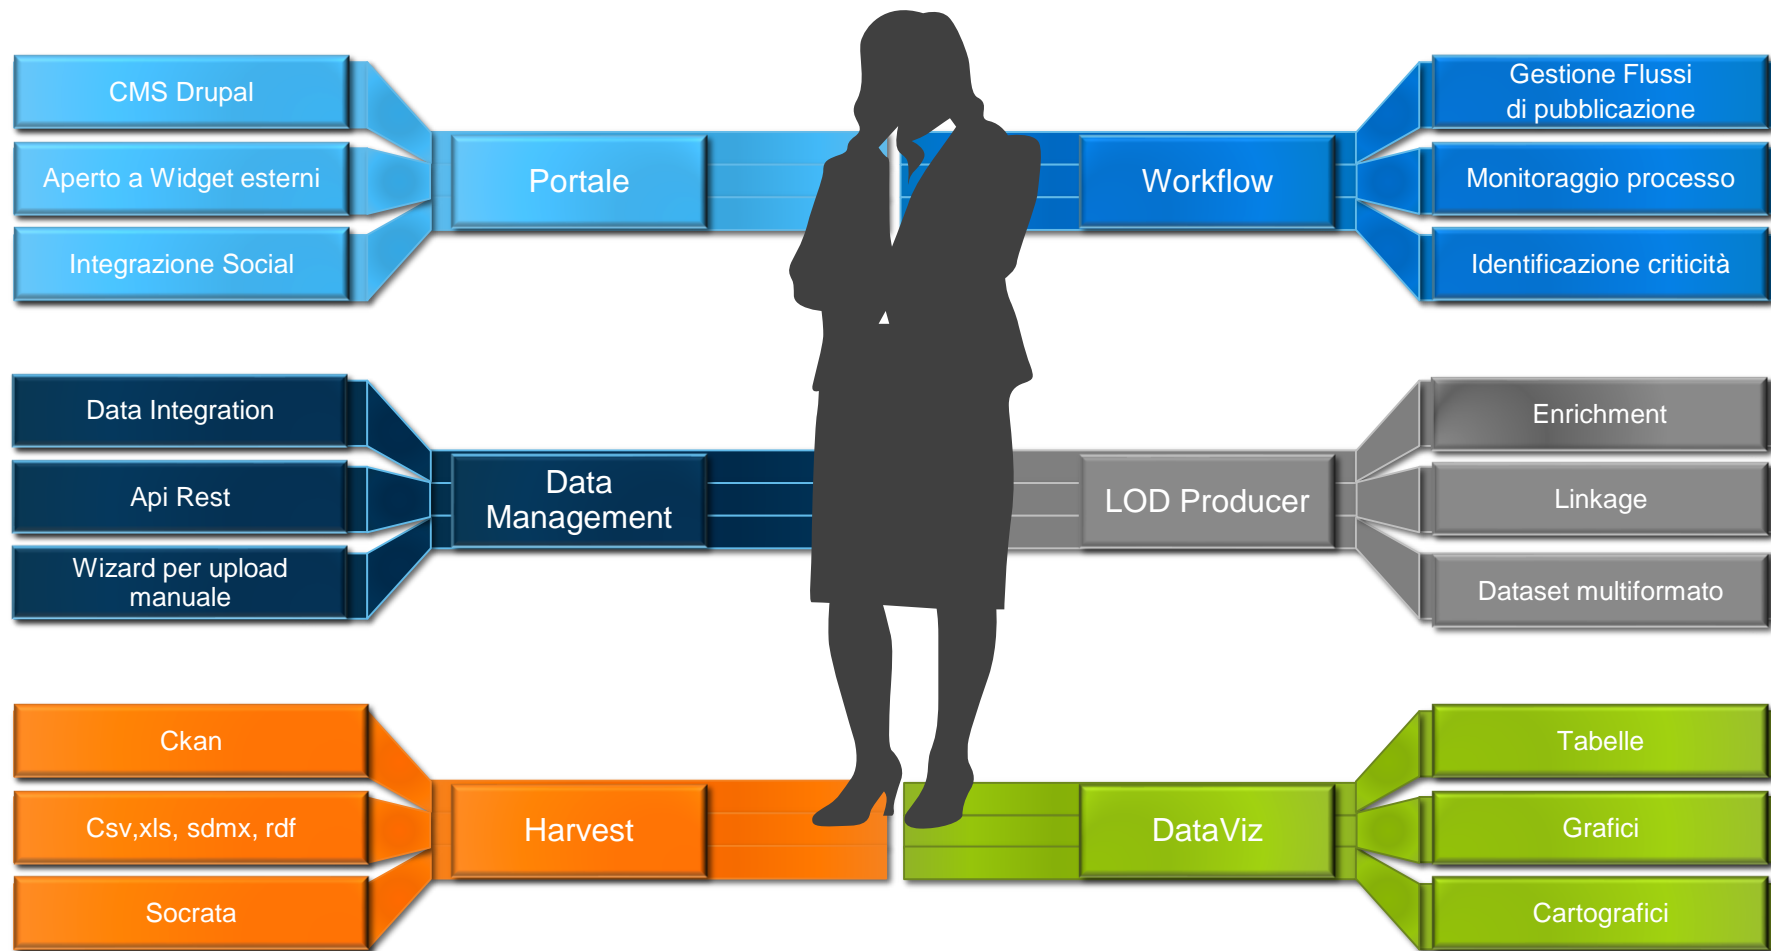 CMS Drupal
Aperto a Widget esterni
Integrazione Social
Portale
Workflow
Gestione Flussi
di pubblicazione
Monitoraggio processo
Identificazione criticità
Data Integration
Api Rest
Wizard per upload
manuale
Data
Management
LOD Producer
Enrichment
Linkage
Dataset multiformato
Ckan
Csv,xls, sdmx, rdf
Socrata
Harvest
DataViz
Tabelle
Grafici
Cartografici